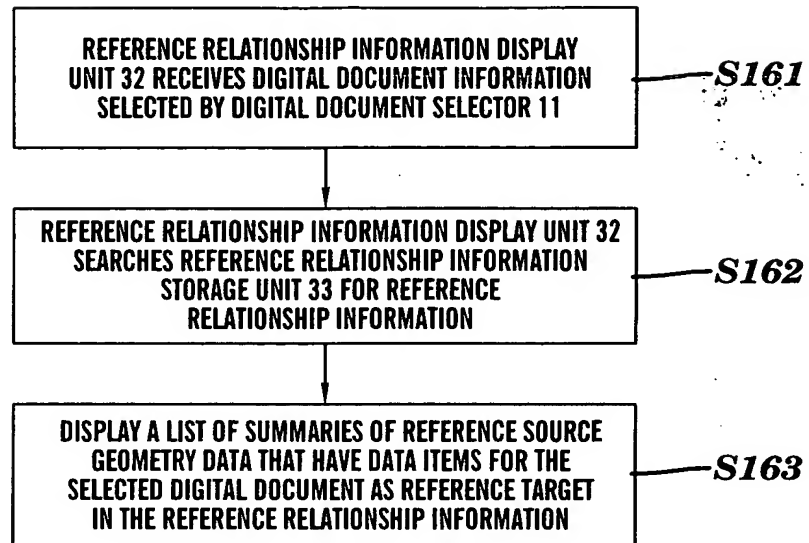 REFERENCE RELATIONSHIP INFORMATION DISPLAY
UNIT 32 RECEIVES DIGITAL DOCUMENT INFORMATION
SELECTED BY DIGITAL DOCUMENT SELECTOR 11
S161
REFERENCE RELATIONSHIP INFORMATION DISPLAY UNIT 32
SEARCHES REFERENCE RELATIONSHIP INFORMATION
STORAGE UNIT 33 FOR REFERENCE
RELATIONSHIP INFORMATION
S162
DISPLAY A LIST OF SUMMARIES OF REFERENCE SOURCE
GEOMETRY DATA THAT HAVE DATA ITEMS FOR THE
SELECTED DIGITAL DOCUMENT AS REFERENCE TARGET
IN THE REFERENCE RELATIONSHIP INFORMATION
S163